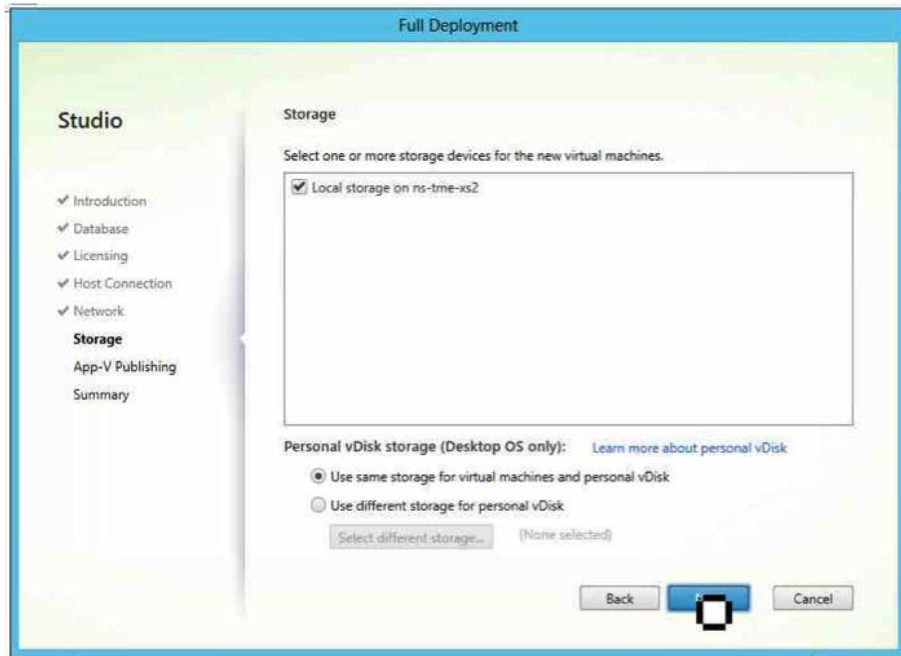 Full Deployment
Studio
Introduction
Database
Licensing
Host Connection
Network
Storage
App-V Publishing
Summary
Storage
Select one or more storage devices for the new virtual machines.
Local storage on ns-tme-xs2
Personal vDisk storage (Desktop OS only): Learn more about personal vDisk
Use same storage for virtual machines and personal vDisk
Use different storage for personal vDisk
Select different storage... (None selected)
Back Cancel